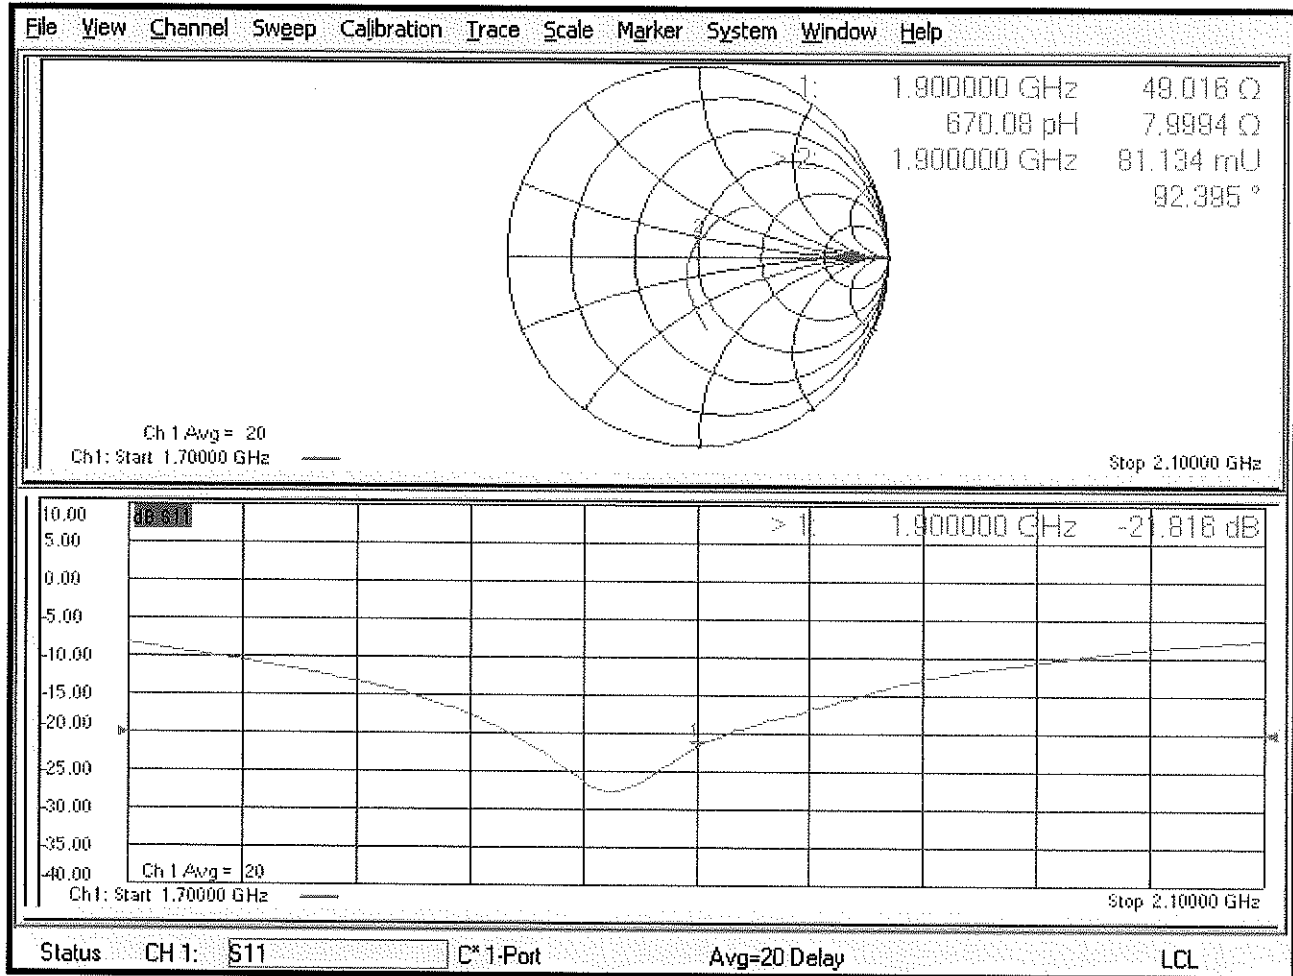 File View Channel Sweep Calibration Trace Scale Marker System Window Help
1: 1.900000 GHz 49.016 Ω
670.08 pH 7.9994 Ω
> 2: 1.900000 GHz 81.134 mU
92.395 °
2
Ch 1 Avg = 20
Ch1: Start 1.70000 GHz
Stop 2.10000 GHz
10.00 dB S11 > 1: 1.900000 GHz -21.816 dB
5.00
0.00
-5.00
-10.00
-15.00
-20.00
1
-25.00
-30.00
-35.00
-40.00 Ch 1 Avg = 20
Ch1: Start 1.70000 GHz
Stop 2.10000 GHz
Status CH 1: S11 C* 1-Port Avg=20 Delay LCL